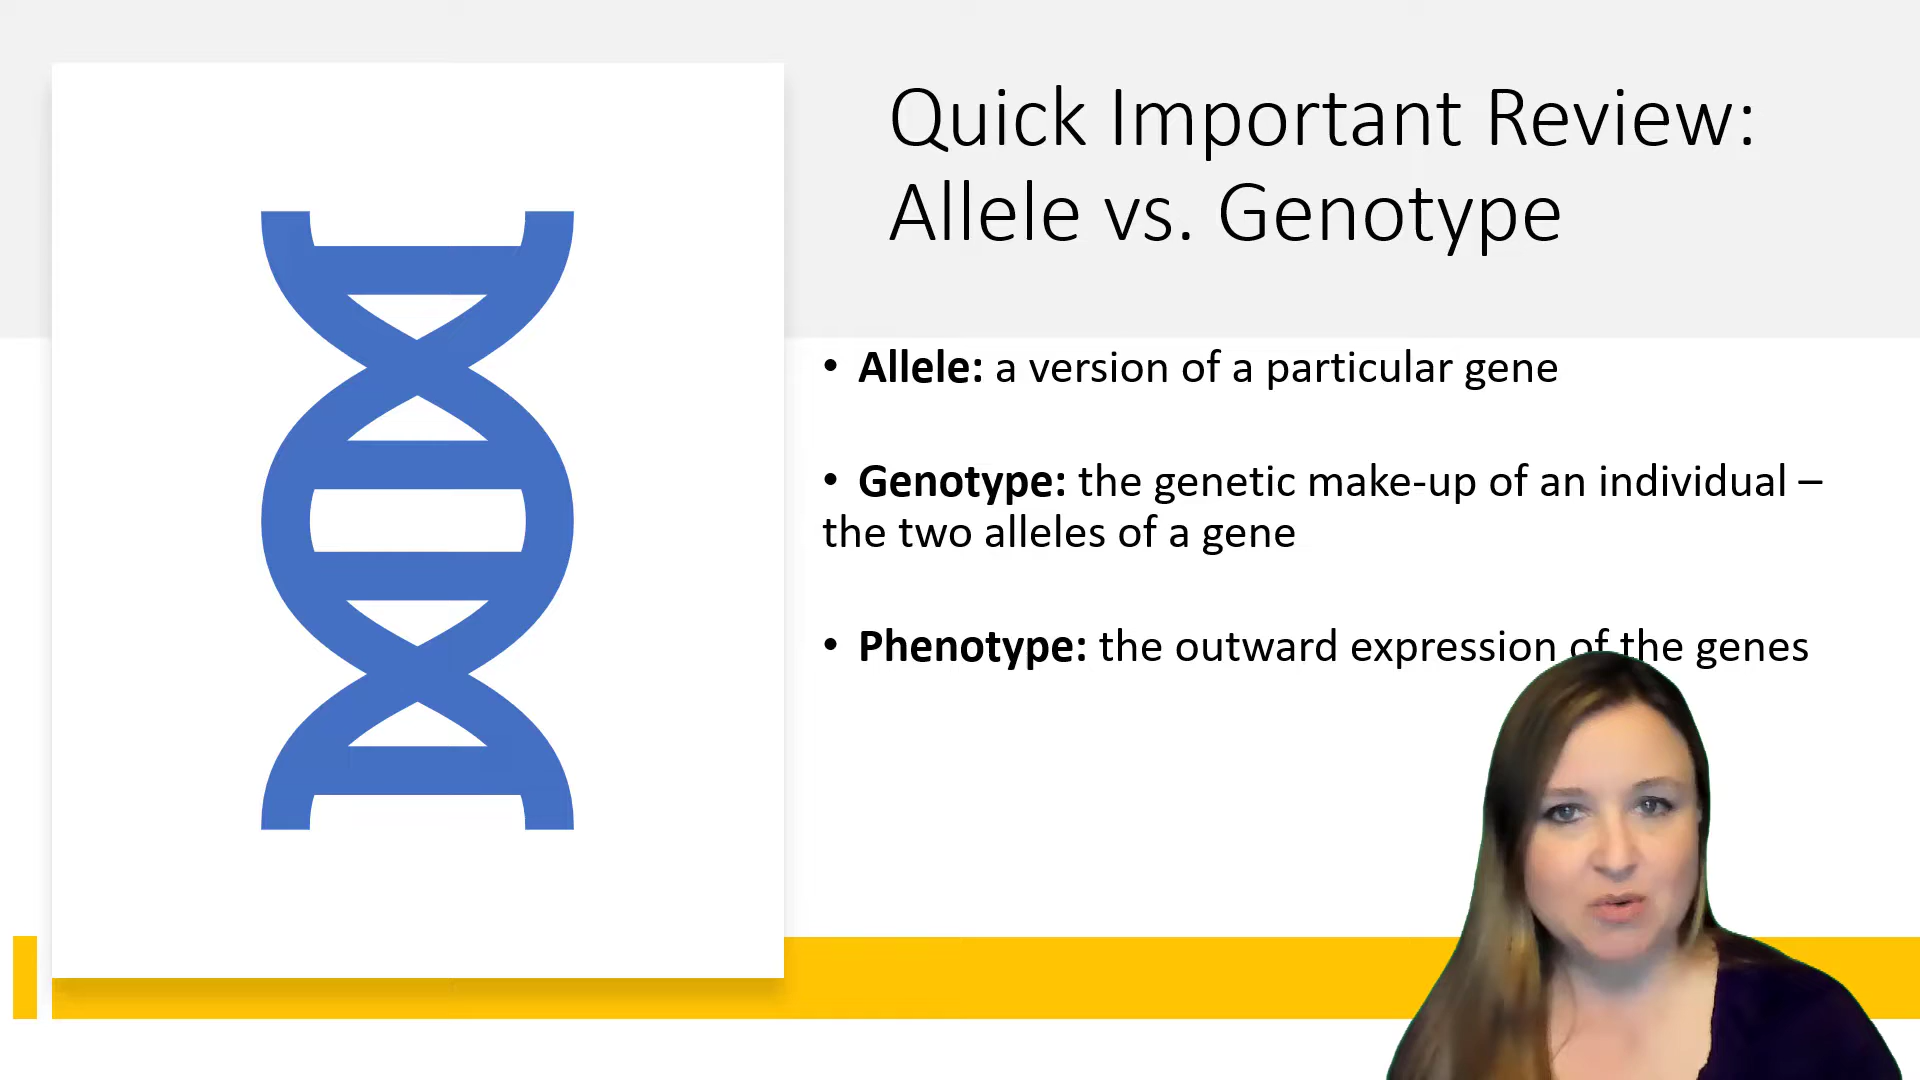 Quick Important Review:
Allele vs. Genotype
• Allele: a version of a particular gene
• Genotype: the genetic make-up of an individual –
the two alleles of a gene
• Phenotype: the outward expression of the genes